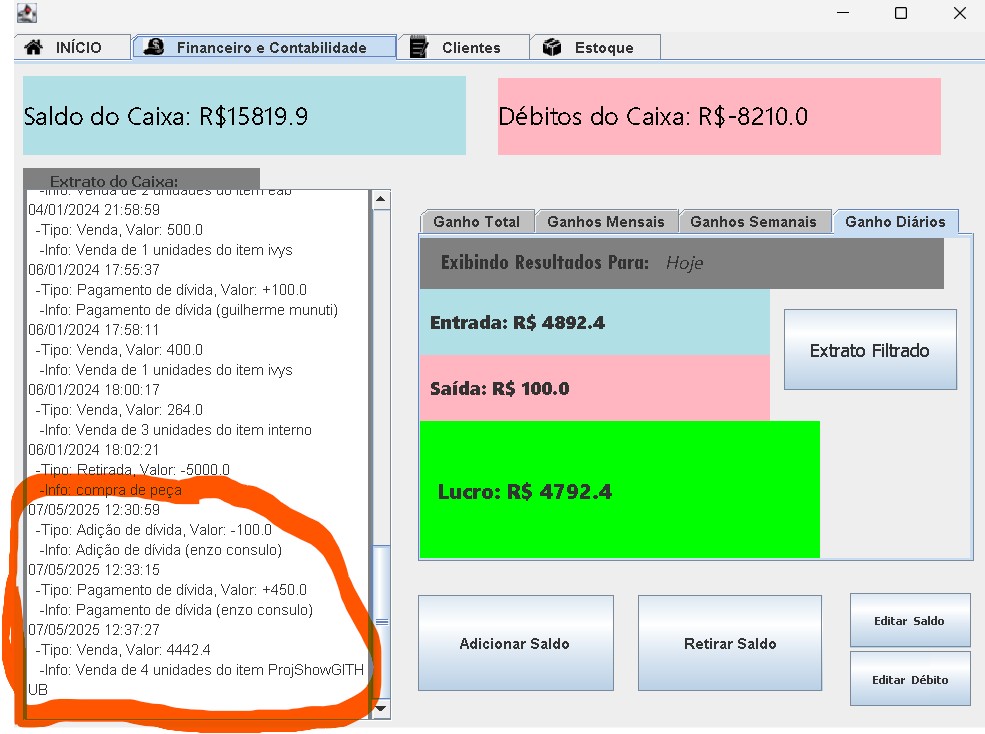 INÍCIO
Financeiro e Contabilidade
Clientes
Estoque
Saldo do Caixa: R$15819.9
Débitos do Caixa: R$-8210.0
Extrato do Caixa:
-Info: Venda de 2 unidades do item eab
04/01/2024 21:58:59
-Tipo: Venda, Valor: 500.0
-Info: Venda de 1 unidades do item ivys
06/01/2024 17:55:37
-Tipo: Pagamento de dívida, Valor: +100.0
-Info: Pagamento de dívida (guilherme munuti)
06/01/2024 17:58:11
-Tipo: Venda, Valor: 400.0
-Info: Venda de 1 unidades do item ivys
06/01/2024 18:00:17
-Tipo: Venda, Valor: 264.0
-Info: Venda de 3 unidades do item interno
06/01/2024 18:02:21
-Tipo: Retirada, Valor: -5000.0
-Info: compra de peça
07/05/2025 12:30:59
-Tipo: Adição de dívida, Valor: -100.0
-Info: Adição de dívida (enzo consulo)
07/05/2025 12:33:15
-Tipo: Pagamento de dívida, Valor: +450.0
-Info: Pagamento de dívida (enzo consulo)
07/05/2025 12:37:27
-Tipo: Venda, Valor: 4442.4
-Info: Venda de 4 unidades do item ProjShowGITH
UB
Ganho Total
Ganhos Mensais
Ganhos Semanais
Ganho Diários
Exibindo Resultados Para: Hoje
Entrada: R$ 4892.4
Saída: R$ 100.0
Lucro: R$ 4792.4
Extrato Filtrado
Adicionar Saldo
Retirar Saldo
Editar Saldo
Editar Débito